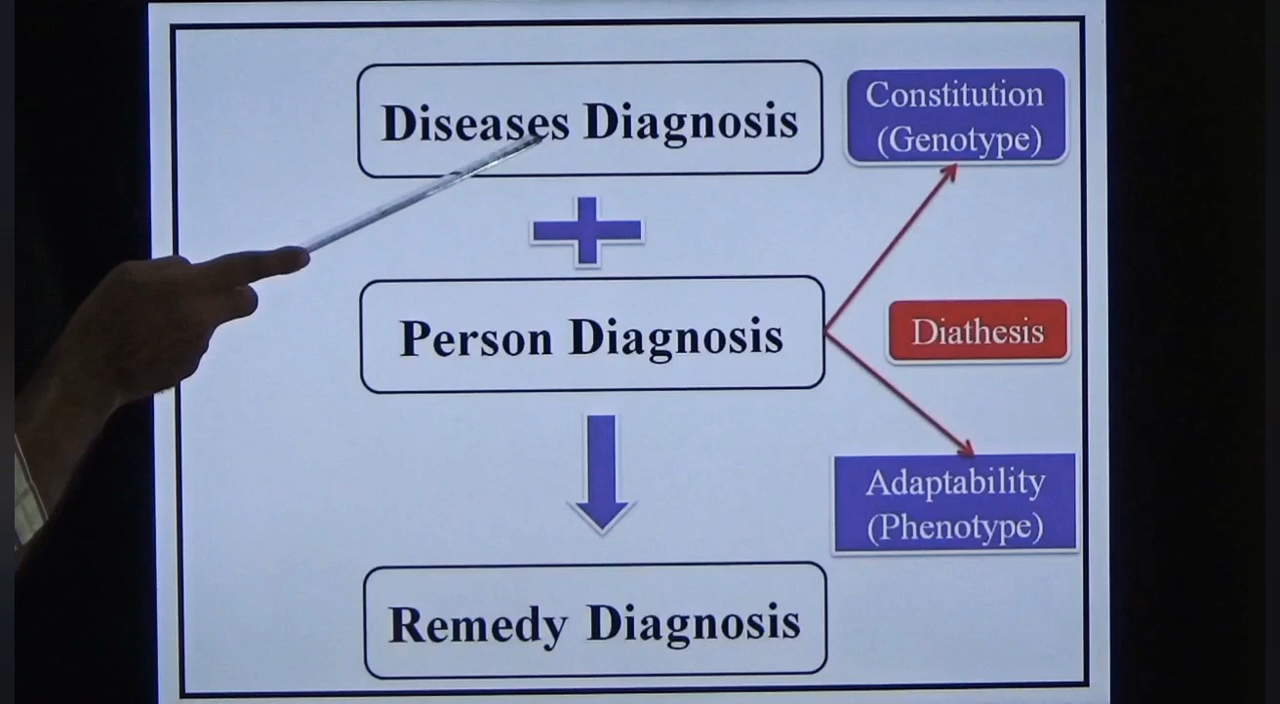 Diseases Diagnosis
Constitution
(Genotype)
Person Diagnosis
Diathesis
Adaptability
(Phenotype)
Remedy Diagnosis